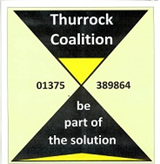 Thurrock
Coalition
01375 389864
be
part of
the solution